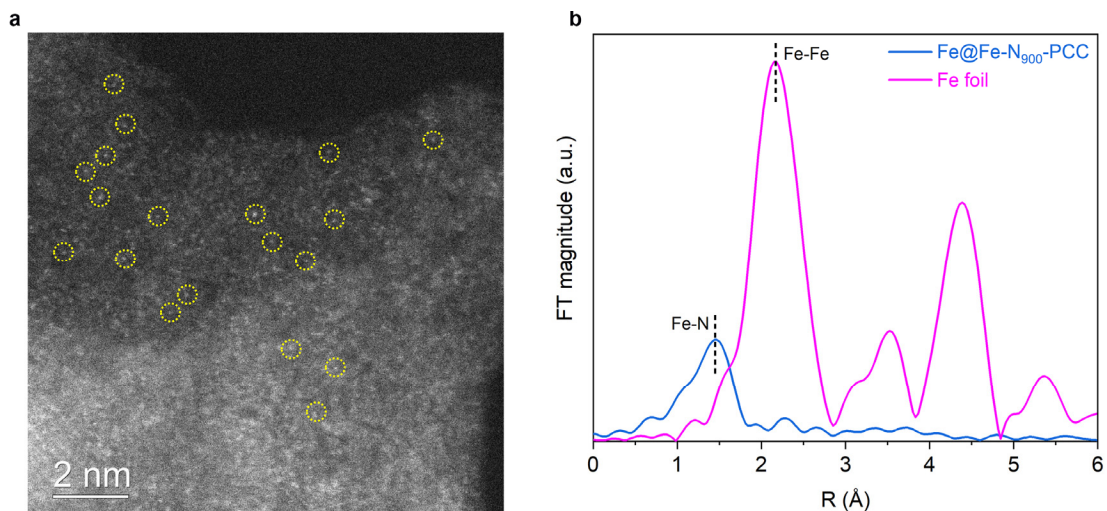 a
2 nm
b
Fe-Fe
Fe@Fe-N₉₀₀-PCC
Fe foil
Fe-N
FT magnitude (a.u.)
0 1 2 3 4 5 6
R (Å)